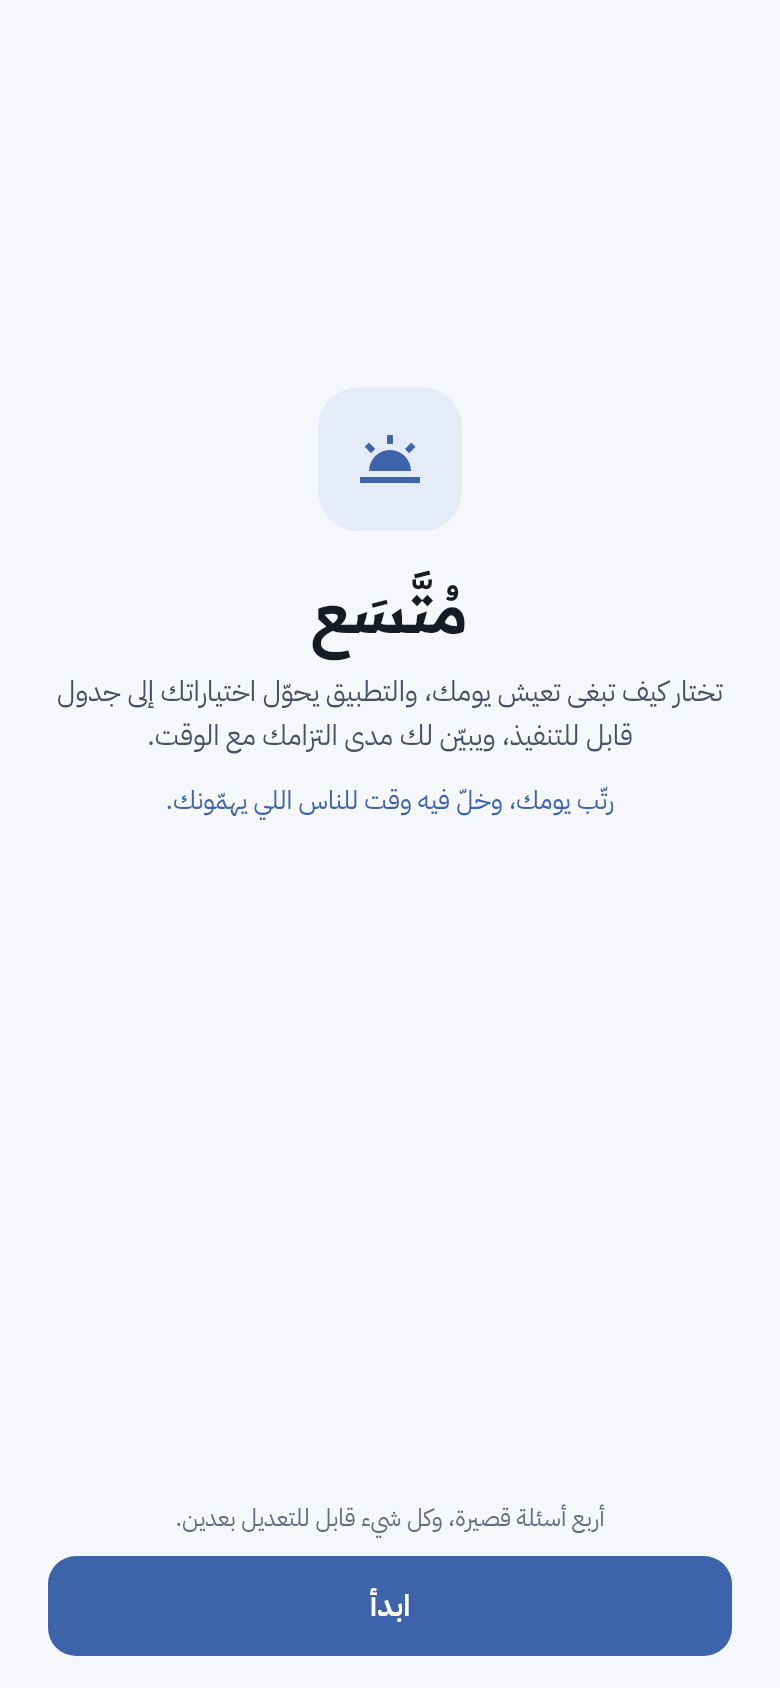 مُتَّسَع
تختار كيف تبغى تعيش يومك، والتطبيق يحوّل اختياراتك إلى جدول
قابل للتنفيذ، ويبيّن لك مدى التزامك مع الوقت.
رتّب يومك، وخلّ فيه وقت للناس اللي يهمّونك.
أربع أسئلة قصيرة، وكل شيء قابل للتعديل بعدين.
ابدأ